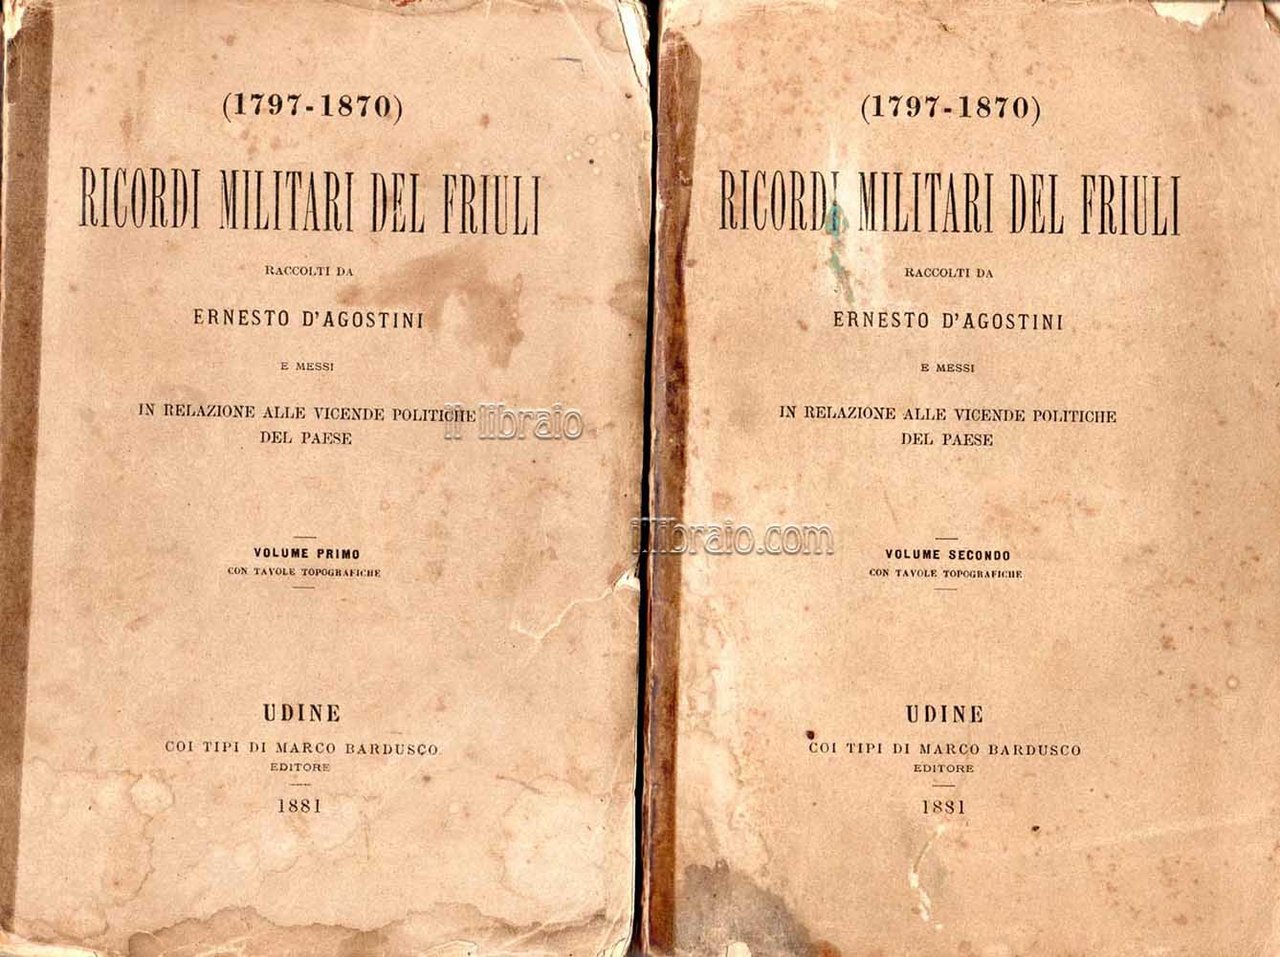 (1797-1870)
RICORDI MILITARI DEL FRIULI
RACCOLTI DA
ERNESTO D'AGOSTINI
E MESSI
IN RELAZIONE ALLE VICENDE POLITICHE
DEL PAESE
il libraio
VOLUME PRIMO
CON TAVOLE TOPOGRAFICHE
UDINE
COI TIPI DI MARCO BARDUSCO
EDITORE
1881
(1797-1870)
RICORDI MILITARI DEL FRIULI
RACCOLTI DA
ERNESTO D'AGOSTINI
E MESSI
IN RELAZIONE ALLE VICENDE POLITICHE
DEL PAESE
illibraio.com
VOLUME SECONDO
CON TAVOLE TOPOGRAFICHE
UDINE
COI TIPI DI MARCO BARDUSCO
EDITORE
1881